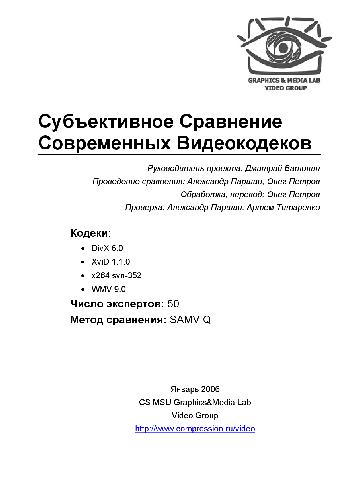 GRAPHICS & MEDIA LAB
VIDEO GROUP
Субъективное Сравнение
Современных Видеокодеков
Руководитель проекта: Дмитрий Ватолин
Проведение сравнения: Александр Паршин, Олег Петров
Обработка, перевод: Олег Петров
Проверка: Александр Паршин, Артем Титаренко
Кодеки:
DivX 6.0
XviD 1.1.0
x264 svn-352
WMV 9.0
Число экспертов: 50
Метод сравнения: SAMVIQ
Январь 2006
CS MSU Graphics&Media Lab
Video Group
http://www.compression.ru/video